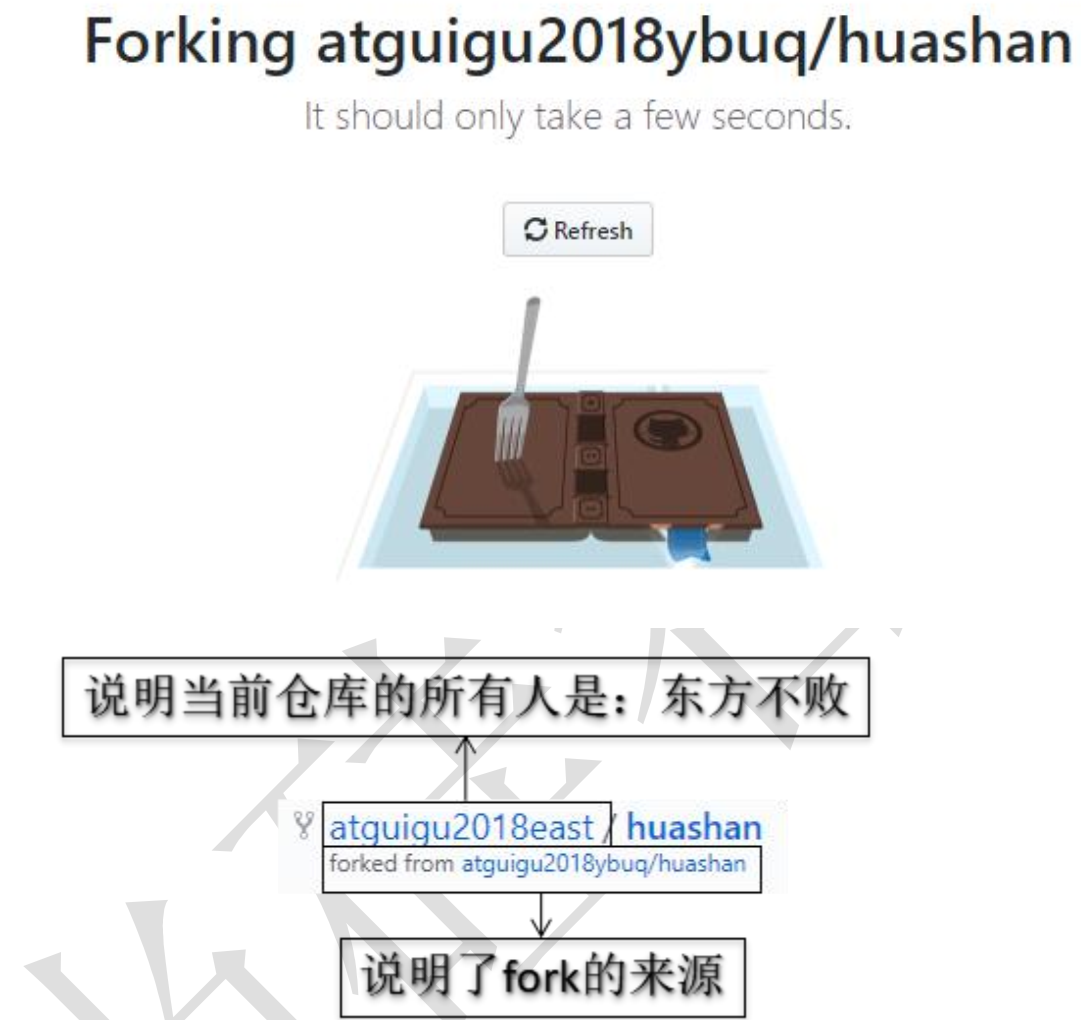 Forking atguigu2018ybuq/huashan
It should only take a few seconds.
Refresh
说明当前仓库的所有人是：东方不败
atguigu2018east / huashan
forked from atguigu2018ybuq/huashan
说明了fork的来源